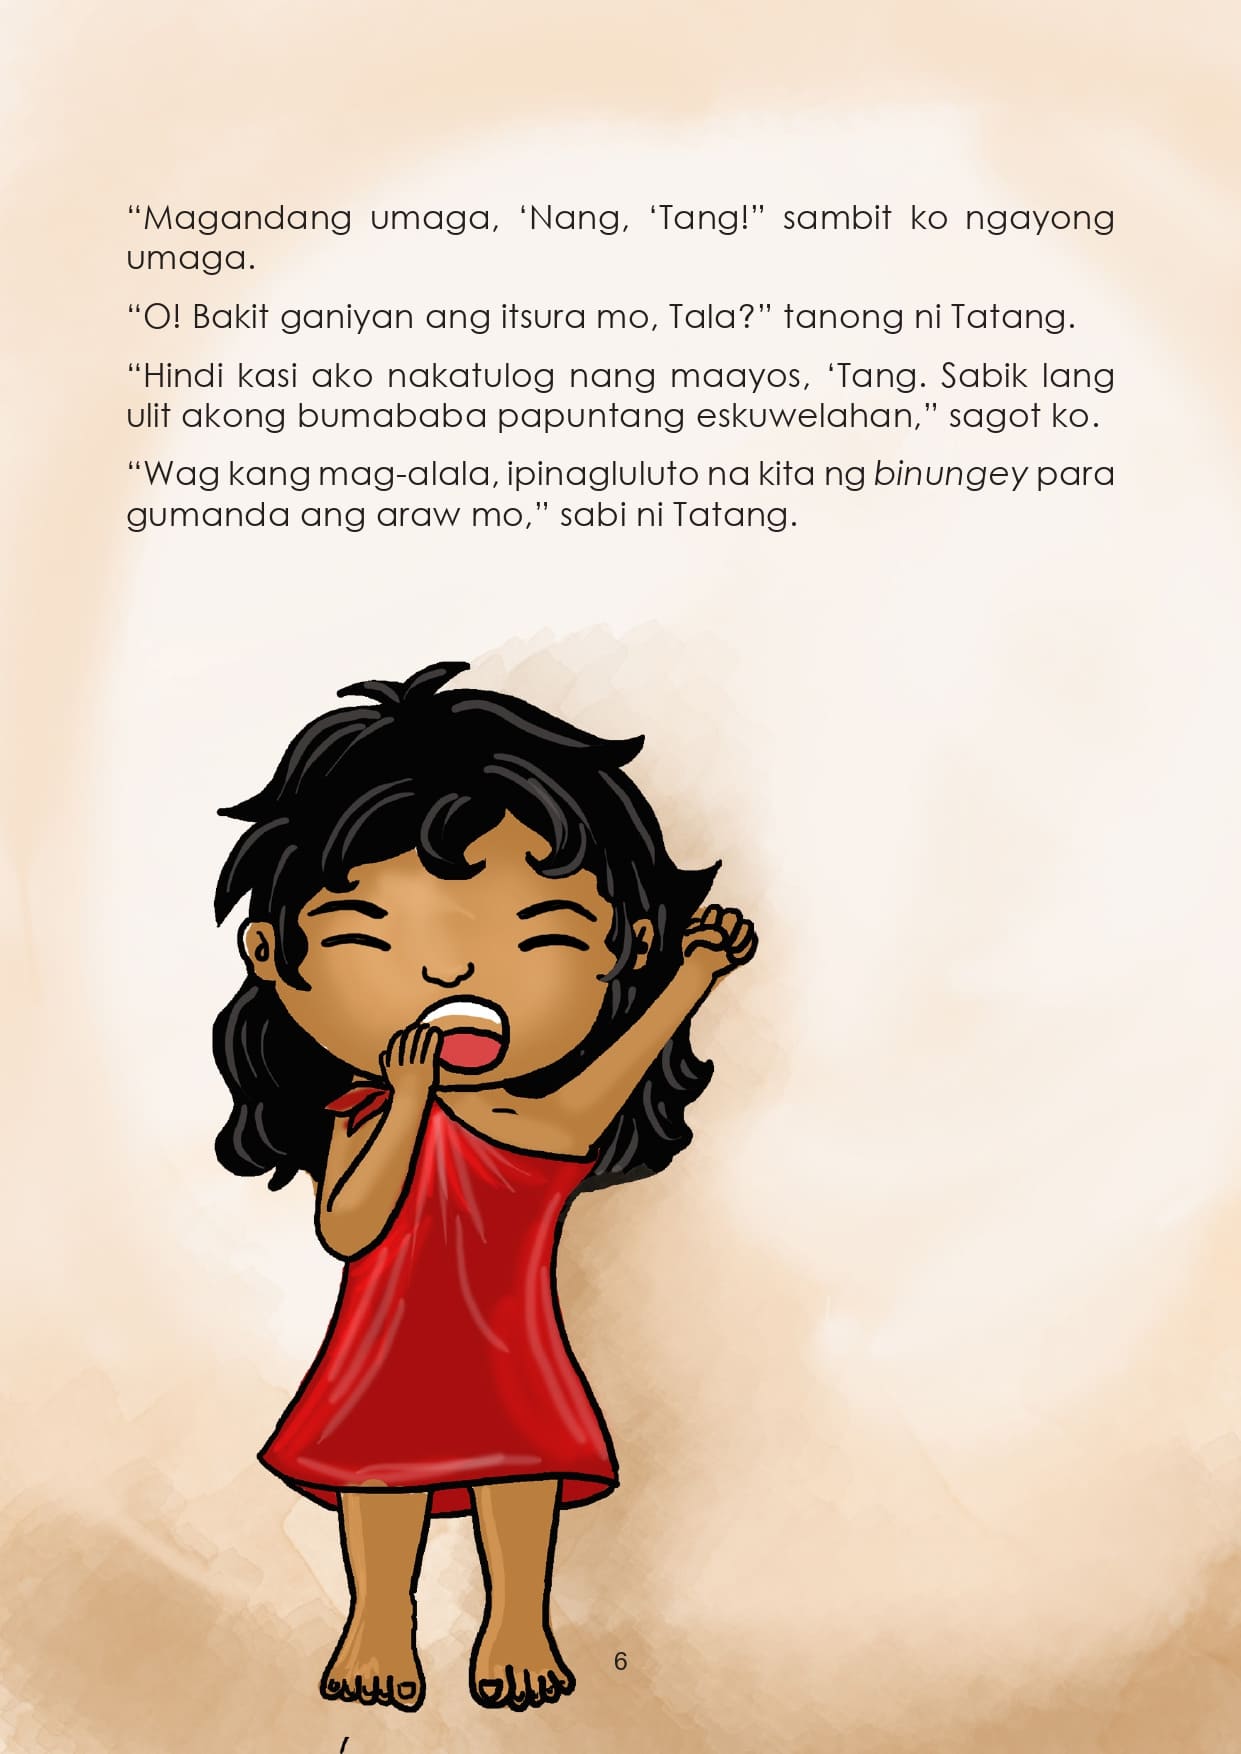 “Magandang umaga, ‘Nang, ‘Tang!” sambit ko ngayong
umaga.
“O! Bakit ganiyan ang itsura mo, Tala?” tanong ni Tatang.
“Hindi kasi ako nakatulog nang maayos, ‘Tang. Sabik lang
ulit akong bumababa papuntang eskuwelahan,” sagot ko.
“Wag kang mag-alala, ipinagluluto na kita ng binungey para
gumanda ang araw mo,” sabi ni Tatang.
6